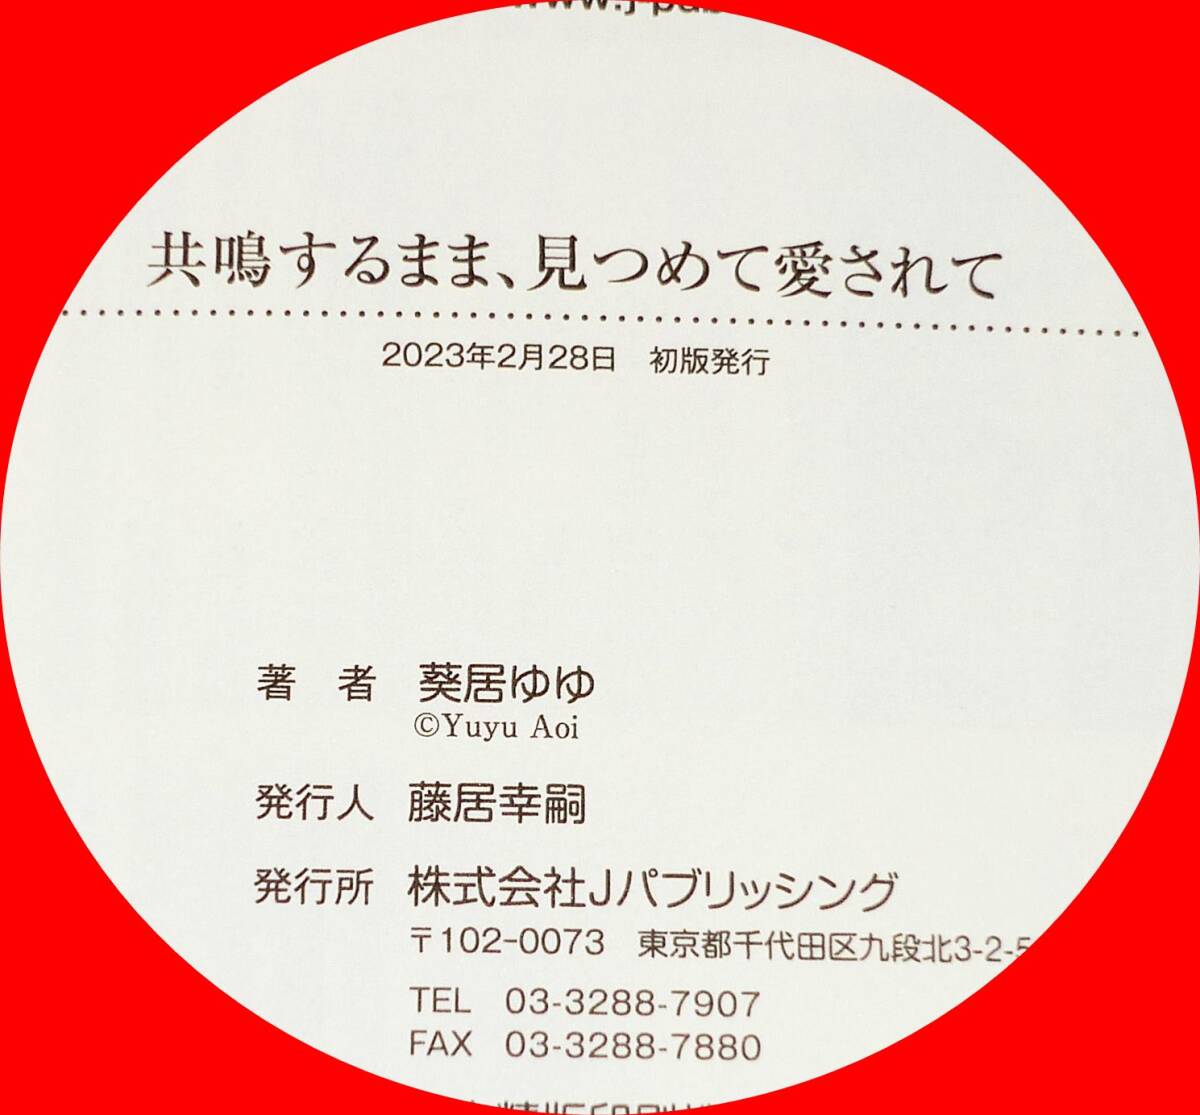 共鳴するまま、見つめて愛されて
2023年2月28日 初版発行
著 者 葵居ゆゆ
©Yuyu Aoi
発行人 藤居幸嗣
発行所 株式会社Jパブリッシング
〒102-0073 東京都千代田区九段北3-2-5
TEL 03-3288-7907
FAX 03-3288-7880